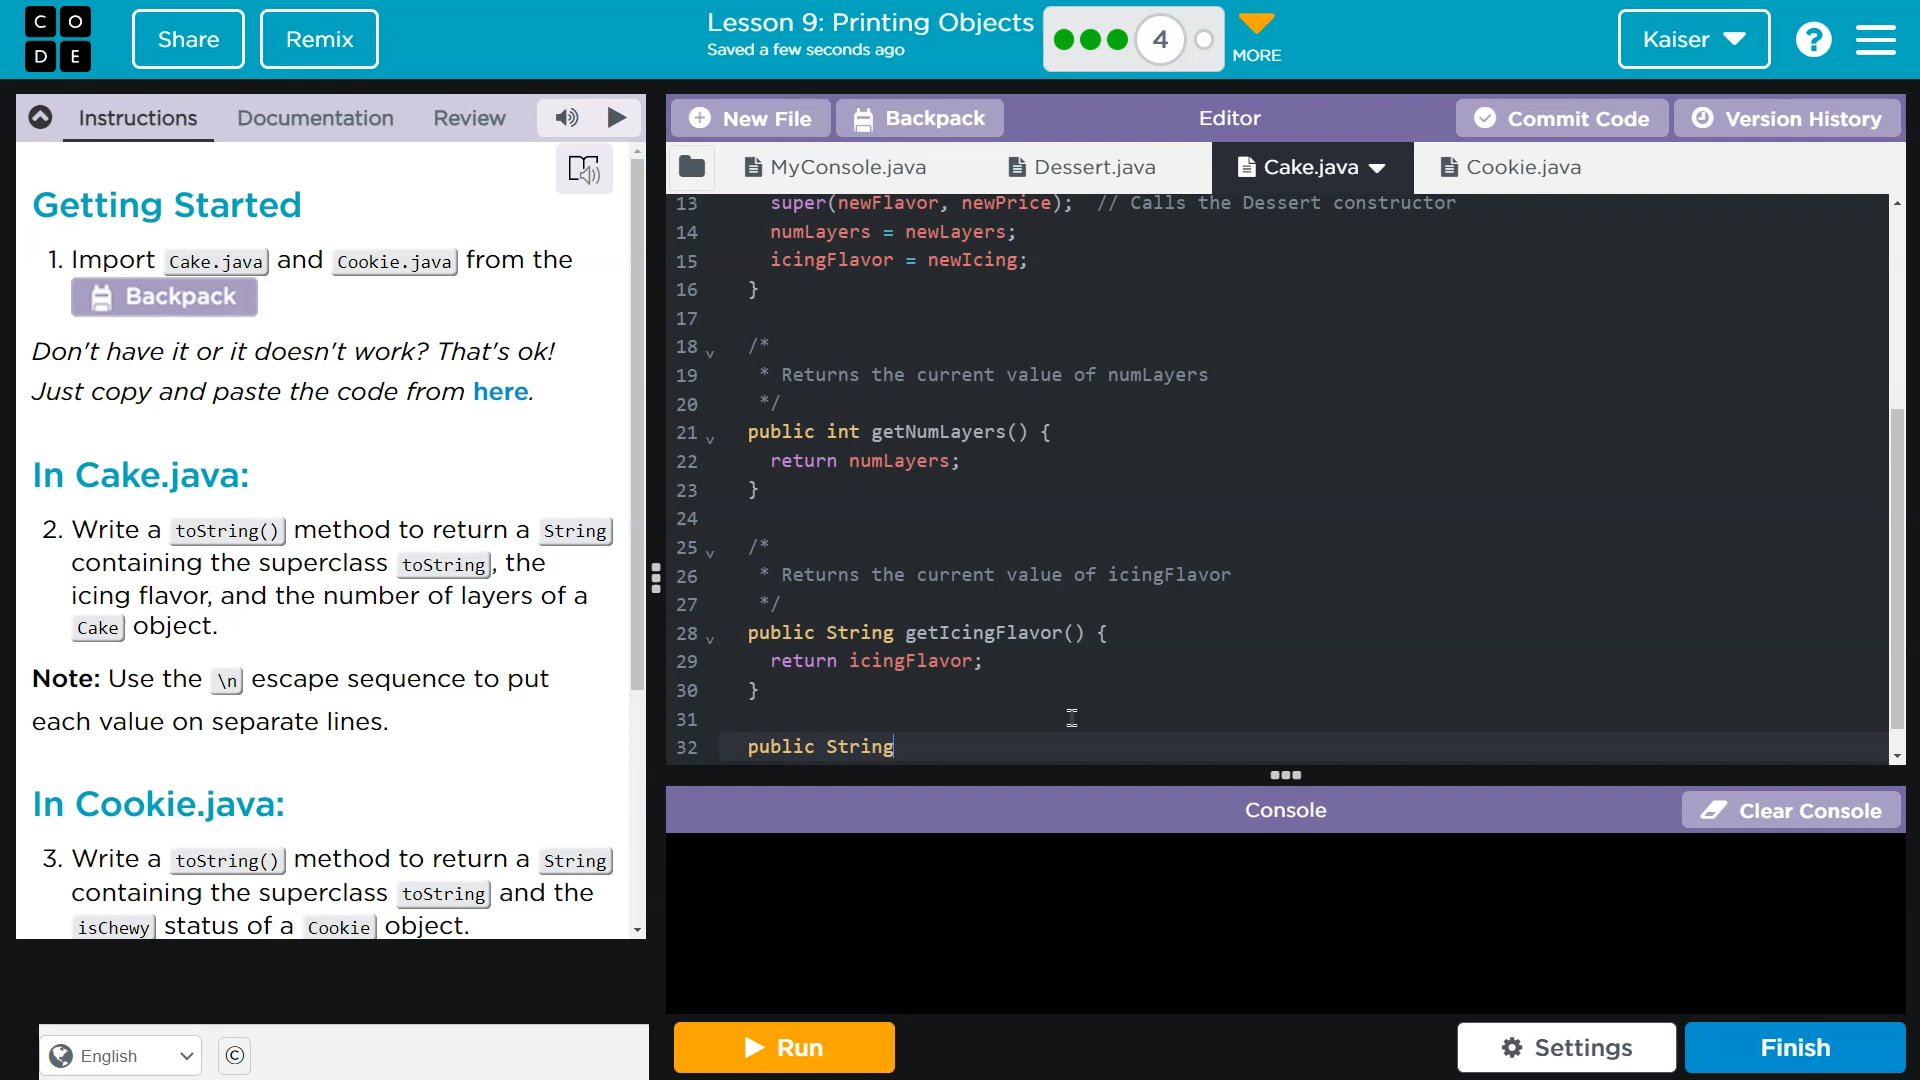 C O D E
Share
Remix
Lesson 9: Printing Objects
Saved a few seconds ago
4
MORE
Kaiser
?
Instructions
Documentation
Review
New File
Backpack
Editor
Commit Code
Version History
MyConsole.java
Dessert.java
Cake.java
Cookie.java
Getting Started
1. Import Cake.java and Cookie.java from the
Backpack
Don't have it or it doesn't work? That's ok!
Just copy and paste the code from here.
In Cake.java:
2. Write a toString() method to return a String
containing the superclass toString, the
icing flavor, and the number of layers of a
Cake object.
Note: Use the \n escape sequence to put
each value on separate lines.
In Cookie.java:
3. Write a toString() method to return a String
containing the superclass toString and the
isChewy status of a Cookie object.
13 super(newFlavor, newPrice); // Calls the Dessert constructor
14 numLayers = newLayers;
15 icingFlavor = newIcing;
16 }
17
18 /*
19 * Returns the current value of numLayers
20 */
21 public int getNumLayers() {
22 return numLayers;
23 }
24
25 /*
26 * Returns the current value of icingFlavor
27 */
28 public String getIcingFlavor() {
29 return icingFlavor;
30 }
31
32 public String
Console
Clear Console
English
©
Run
Settings
Finish